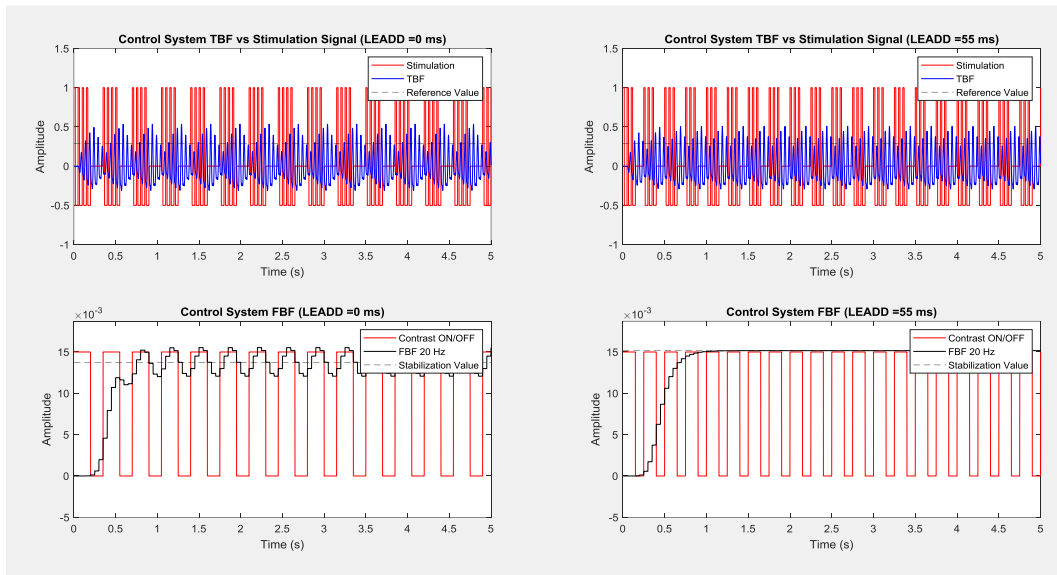 Control System TBF vs Stimulation Signal (LEADD =0 ms)
1.5
1
0.5
0
-0.5
-1
Amplitude
Stimulation
TBF
Reference Value
0 0.5 1 1.5 2 2.5 3 3.5 4 4.5 5
Time (s)
Control System TBF vs Stimulation Signal (LEADD =55 ms)
1.5
1
0.5
0
-0.5
-1
Amplitude
Stimulation
TBF
Reference Value
0 0.5 1 1.5 2 2.5 3 3.5 4 4.5 5
Time (s)
×10⁻³
Control System FBF (LEADD =0 ms)
15
10
5
0
-5
Amplitude
Contrast ON/OFF
FBF 20 Hz
Stabilization Value
0 0.5 1 1.5 2 2.5 3 3.5 4 4.5 5
Time (s)
×10⁻³
Control System FBF (LEADD =55 ms)
15
10
5
0
-5
Amplitude
Contrast ON/OFF
FBF 20 Hz
Stabilization Value
0 0.5 1 1.5 2 2.5 3 3.5 4 4.5 5
Time (s)